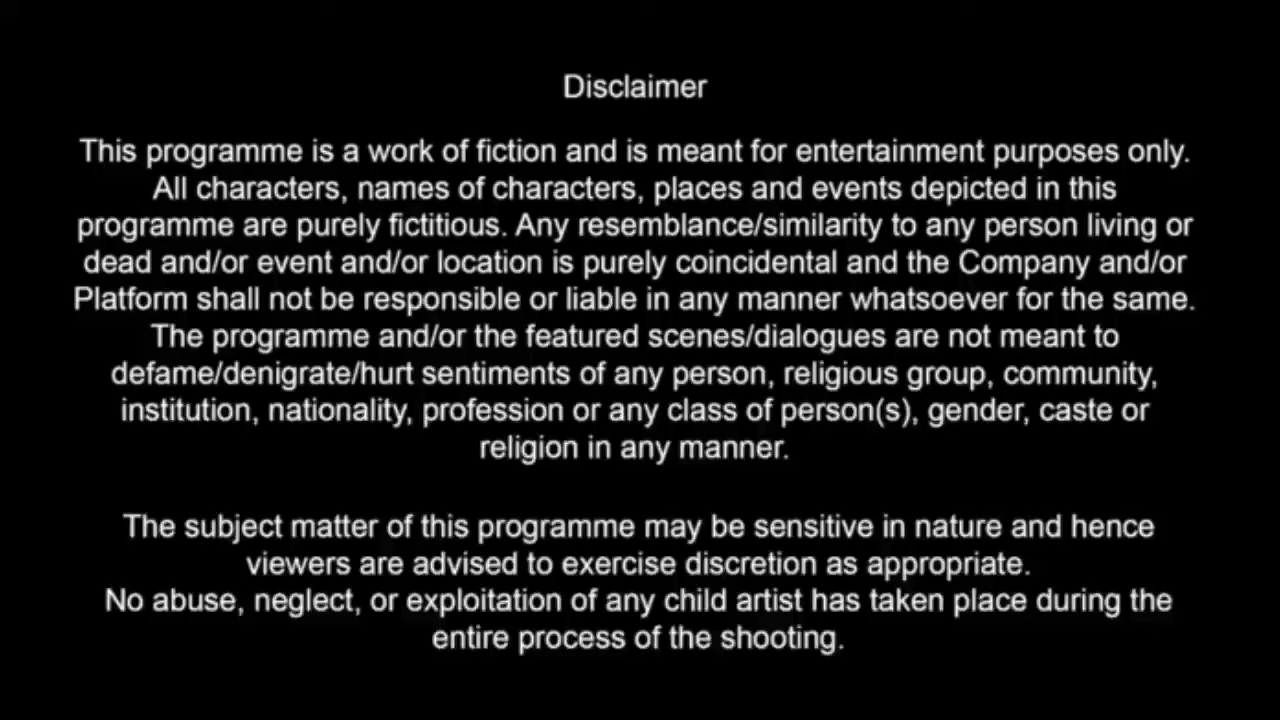 Disclaimer
This programme is a work of fiction and is meant for entertainment purposes only.
All characters, names of characters, places and events depicted in this
programme are purely fictitious. Any resemblance/similarity to any person living or
dead and/or event and/or location is purely coincidental and the Company and/or
Platform shall not be responsible or liable in any manner whatsoever for the same.
The programme and/or the featured scenes/dialogues are not meant to
defame/denigrate/hurt sentiments of any person, religious group, community,
institution, nationality, profession or any class of person(s), gender, caste or
religion in any manner.
The subject matter of this programme may be sensitive in nature and hence
viewers are advised to exercise discretion as appropriate.
No abuse, neglect, or exploitation of any child artist has taken place during the
entire process of the shooting.